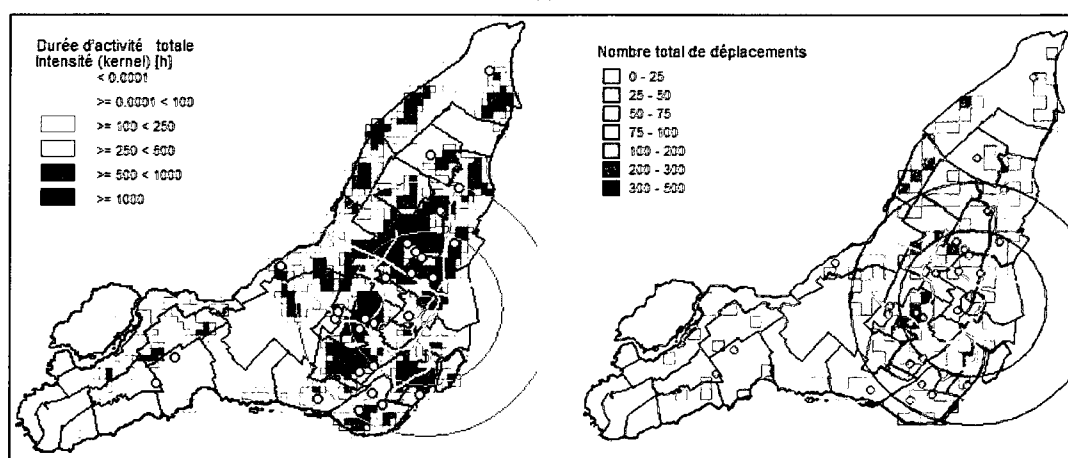 Durée d'activité totale
Intensité (kernel) [h]
< 0.0001
>= 0.0001 < 100
>= 100 < 250
>= 250 < 500
>= 500 < 1000
>= 1000
Nombre total de déplacements
0 - 25
25 - 50
50 - 75
75 - 100
100 - 200
200 - 300
300 - 500